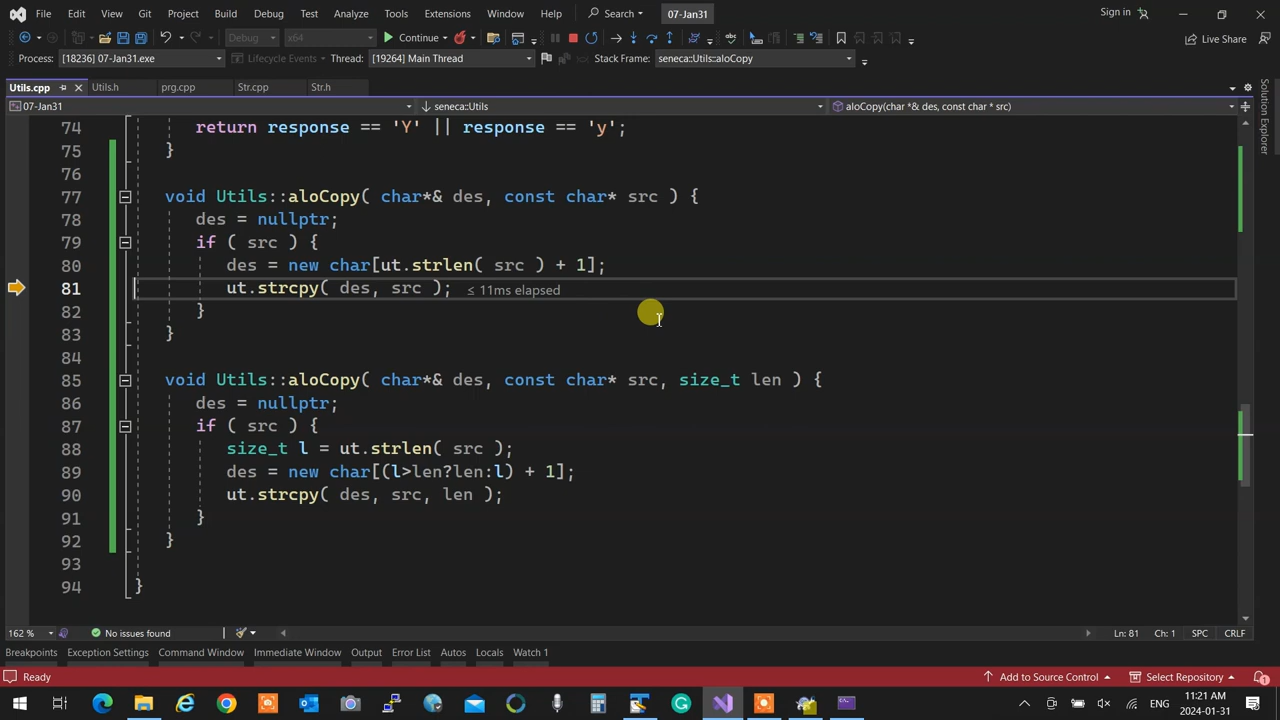 File Edit View Git Project Build Debug Test Analyze Tools Extensions Window Help Search 07-Jan31 Sign in
Debug x64 Continue Live Share
Process: [18236] 07-Jan31.exe Lifecycle Events Thread: [19264] Main Thread Stack Frame: seneca::Utils::aloCopy
Utils.cpp Utils.h prg.cpp Str.cpp Str.h
07-Jan31 seneca::Utils aloCopy(char *& des, const char * src)
Solution Explorer
74 return response == 'Y' || response == 'y';
75 }
76
77 void Utils::aloCopy( char*& des, const char* src ) {
78 des = nullptr;
79 if ( src ) {
80 des = new char[ut.strlen( src ) + 1];
81 ut.strcpy( des, src ); ≤ 11ms elapsed
82 }
83 }
84
85 void Utils::aloCopy( char*& des, const char* src, size_t len ) {
86 des = nullptr;
87 if ( src ) {
88 size_t l = ut.strlen( src );
89 des = new char[(l>len?len:l) + 1];
90 ut.strcpy( des, src, len );
91 }
92 }
93
94 }
162 % No issues found Ln: 81 Ch: 1 SPC CRLF
Breakpoints Exception Settings Command Window Immediate Window Output Error List Autos Locals Watch 1
Ready Add to Source Control Select Repository 1
ENG 11:21 AM
2024-01-31